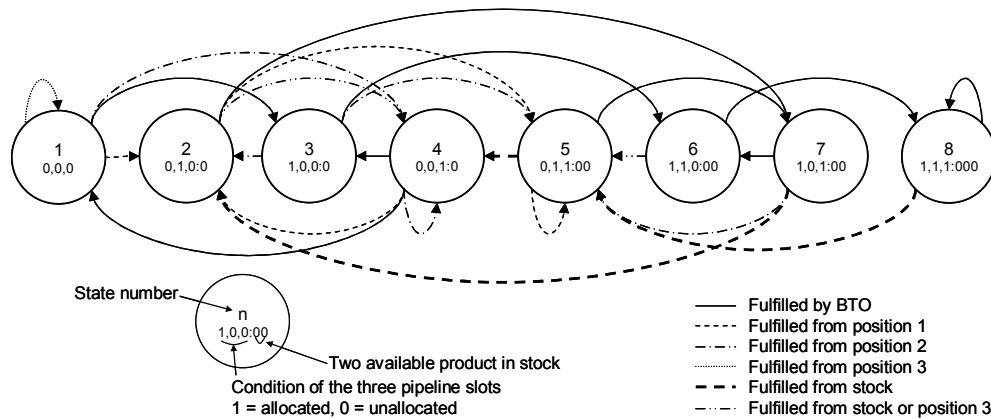 1
0,0,0
2
0,1,0:0
3
1,0,0:0
4
0,0,1:0
5
0,1,1:00
6
1,1,0:00
7
1,0,1:00
8
1,1,1:000
State number
n
1,0,0:00
Two available product in stock
Condition of the three pipeline slots
1 = allocated, 0 = unallocated
Fulfilled by BTO
Fulfilled from position 1
Fulfilled from position 2
Fulfilled from position 3
Fulfilled from stock
Fulfilled from stock or position 3